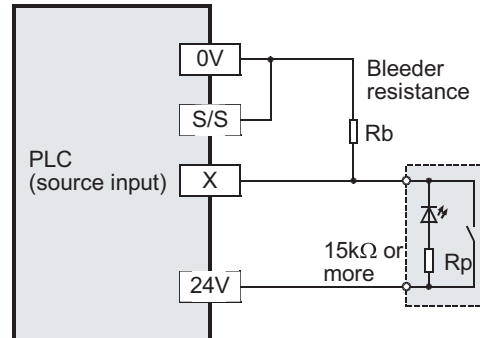 0V
Bleeder
resistance
S/S
Rb
PLC
(source input)
X
15kΩ or
more
Rp
24V